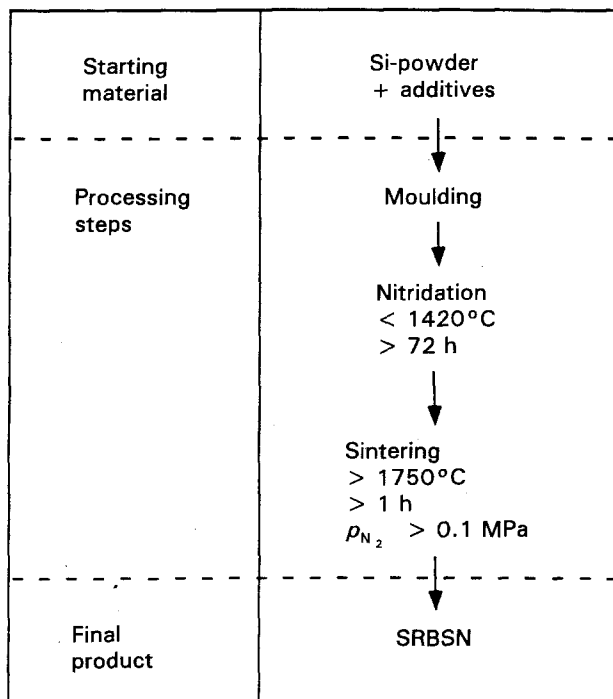 Starting
material
Si-powder
+ additives
Processing
steps
Moulding
Nitridation
< 1420°C
> 72 h
Sintering
> 1750°C
> 1 h
p_N₂ > 0.1 MPa
Final
product
SRBSN